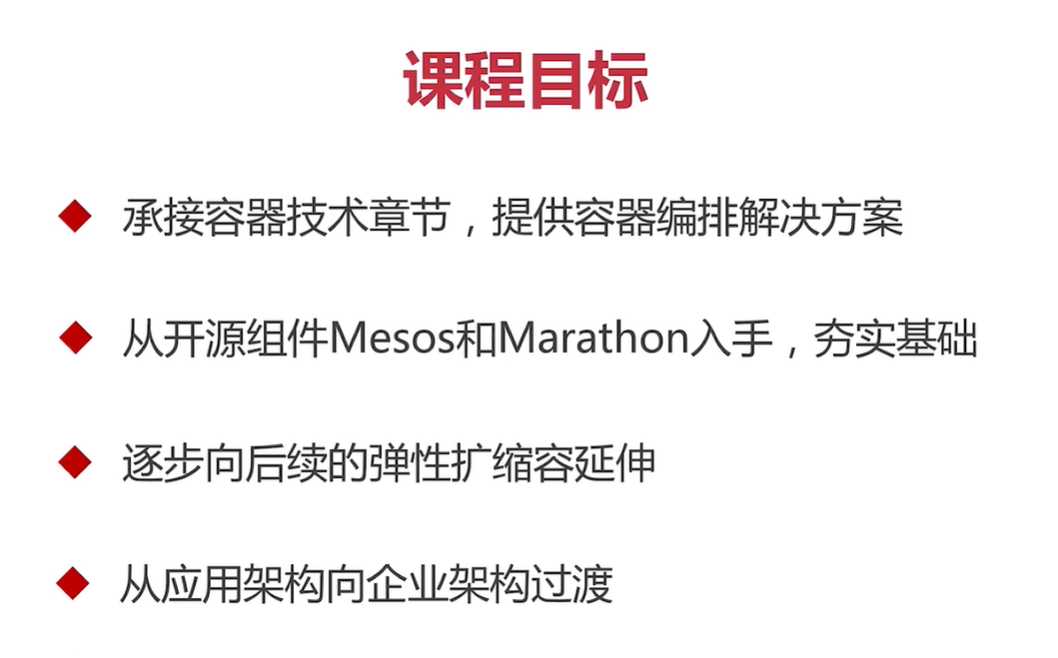 课程目标
承接容器技术章节，提供容器编排解决方案
从开源组件Mesos和Marathon入手，夯实基础
逐步向后续的弹性扩缩容延伸
从应用架构向企业架构过渡